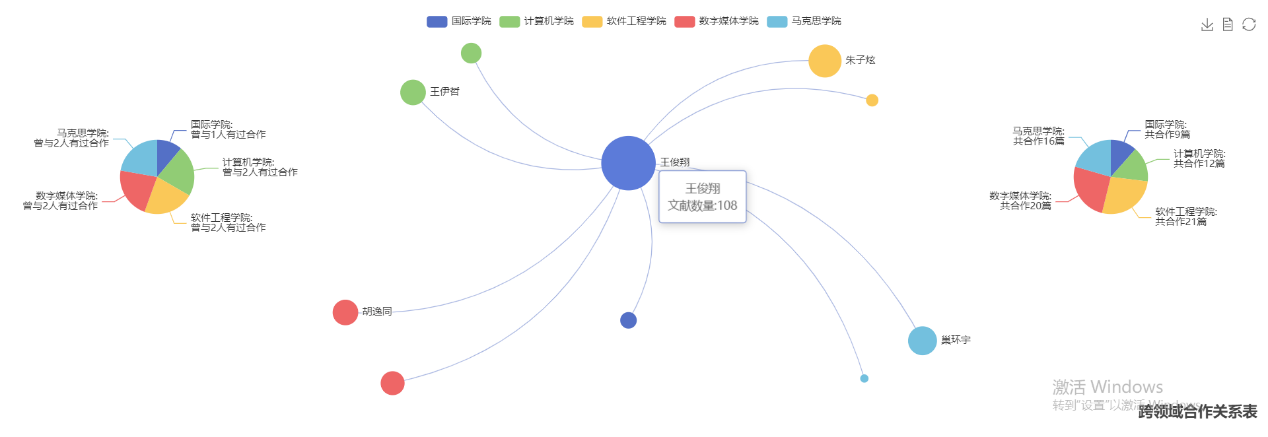 国际学院 计算机学院 软件工程学院 数字媒体学院 马克思学院
朱子炫
王伊哲
王俊翔
王俊翔
文献数量:108
胡逸同
巢环宇
国际学院:
曾与1人有过合作
马克思学院:
曾与2人有过合作
计算机学院:
曾与2人有过合作
数字媒体学院:
曾与2人有过合作
软件工程学院:
曾与2人有过合作
国际学院:
共合作9篇
马克思学院:
共合作16篇
计算机学院:
共合作12篇
数字媒体学院:
共合作20篇
软件工程学院:
共合作21篇
激活 Windows
转到"设置"以激活 Windows。
跨领域合作关系表